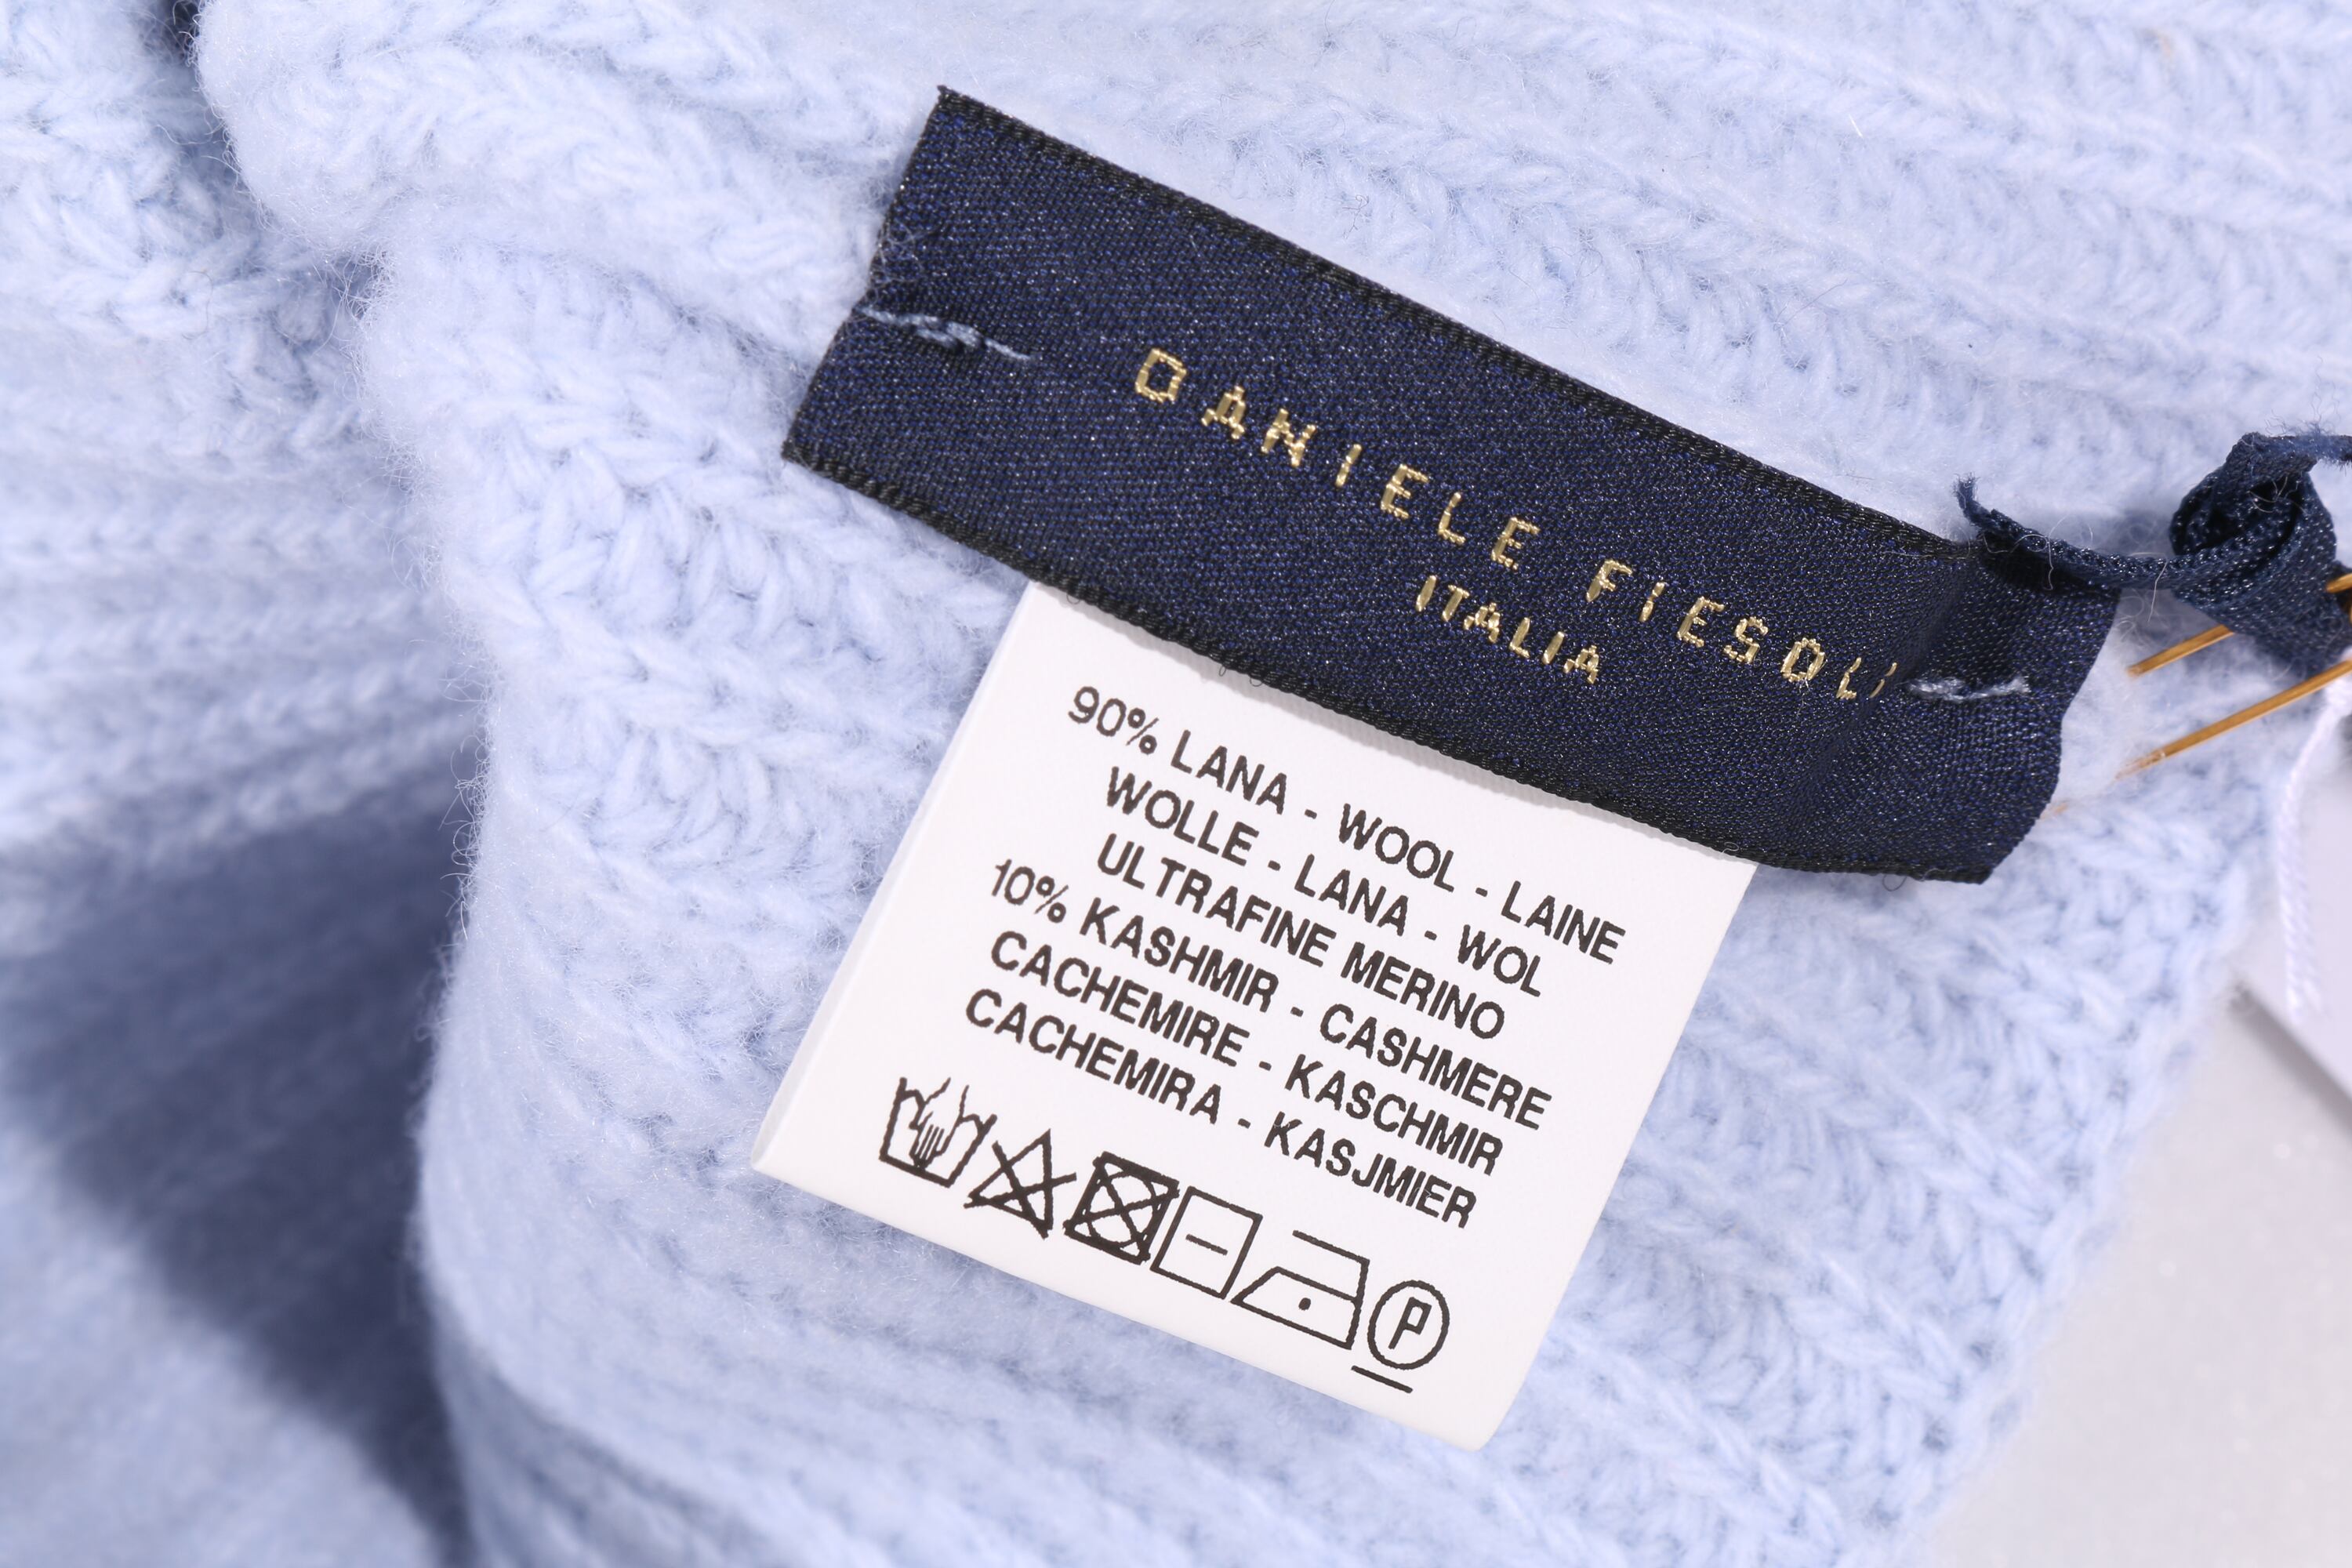 DANIELE FIESOLI
ITALIA
90% LANA - WOOL - LAINE
WOLLE - LANA - WOL
ULTRAFINE MERINO
10% KASHMIR - CASHMERE
CACHEMIRE - KASCHMIR
CACHEMIRA - KASJMIER
P